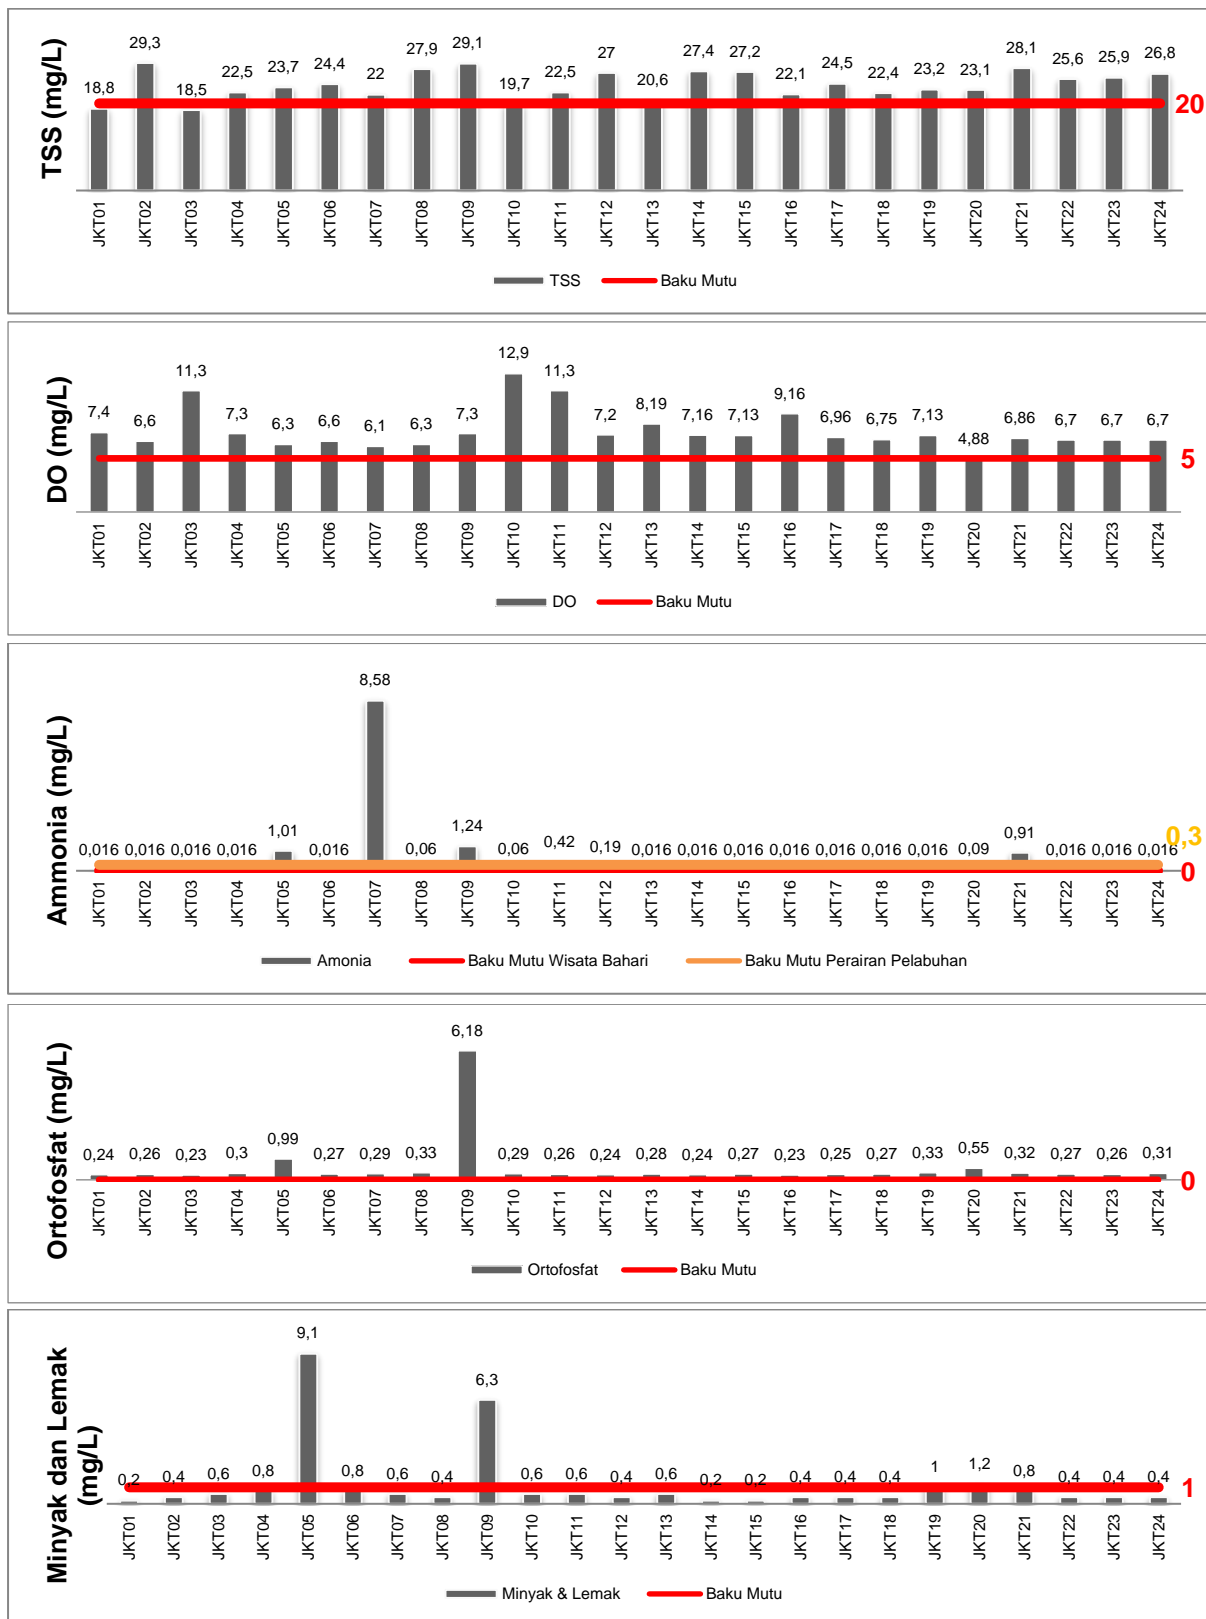 TSS (mg/L)
18,8 29,3 18,5 22,5 23,7 24,4 22 27,9 29,1 19,7 22,5 27 20,6 27,4 27,2 22,1 24,5 22,4 23,2 23,1 28,1 25,6 25,9 26,8
20
JKT01 JKT02 JKT03 JKT04 JKT05 JKT06 JKT07 JKT08 JKT09 JKT10 JKT11 JKT12 JKT13 JKT14 JKT15 JKT16 JKT17 JKT18 JKT19 JKT20 JKT21 JKT22 JKT23 JKT24
TSS Baku Mutu
DO (mg/L)
7,4 6,6 11,3 7,3 6,3 6,6 6,1 6,3 7,3 12,9 11,3 7,2 8,19 7,16 7,13 9,16 6,96 6,75 7,13 4,88 6,86 6,7 6,7 6,7
5
JKT01 JKT02 JKT03 JKT04 JKT05 JKT06 JKT07 JKT08 JKT09 JKT10 JKT11 JKT12 JKT13 JKT14 JKT15 JKT16 JKT17 JKT18 JKT19 JKT20 JKT21 JKT22 JKT23 JKT24
DO Baku Mutu
Ammonia (mg/L)
0,016 0,016 0,016 0,016 1,01 0,016 8,58 0,06 1,24 0,06 0,42 0,19 0,016 0,016 0,016 0,016 0,016 0,016 0,016 0,09 0,91 0,016 0,016 0,016
0,3
0
JKT01 JKT02 JKT03 JKT04 JKT05 JKT06 JKT07 JKT08 JKT09 JKT10 JKT11 JKT12 JKT13 JKT14 JKT15 JKT16 JKT17 JKT18 JKT19 JKT20 JKT21 JKT22 JKT23 JKT24
Amonia Baku Mutu Wisata Bahari Baku Mutu Perairan Pelabuhan
Ortofosfat (mg/L)
0,24 0,26 0,23 0,3 0,99 0,27 0,29 0,33 6,18 0,29 0,26 0,24 0,28 0,24 0,27 0,23 0,25 0,27 0,33 0,55 0,32 0,27 0,26 0,31
0
JKT01 JKT02 JKT03 JKT04 JKT05 JKT06 JKT07 JKT08 JKT09 JKT10 JKT11 JKT12 JKT13 JKT14 JKT15 JKT16 JKT17 JKT18 JKT19 JKT20 JKT21 JKT22 JKT23 JKT24
Ortofosfat Baku Mutu
Minyak dan Lemak
(mg/L)
0,2 0,4 0,6 0,8 9,1 0,8 0,6 0,4 6,3 0,6 0,6 0,4 0,6 0,2 0,2 0,4 0,4 0,4 1 1,2 0,8 0,4 0,4 0,4
1
JKT01 JKT02 JKT03 JKT04 JKT05 JKT06 JKT07 JKT08 JKT09 JKT10 JKT11 JKT12 JKT13 JKT14 JKT15 JKT16 JKT17 JKT18 JKT19 JKT20 JKT21 JKT22 JKT23 JKT24
Minyak & Lemak Baku Mutu